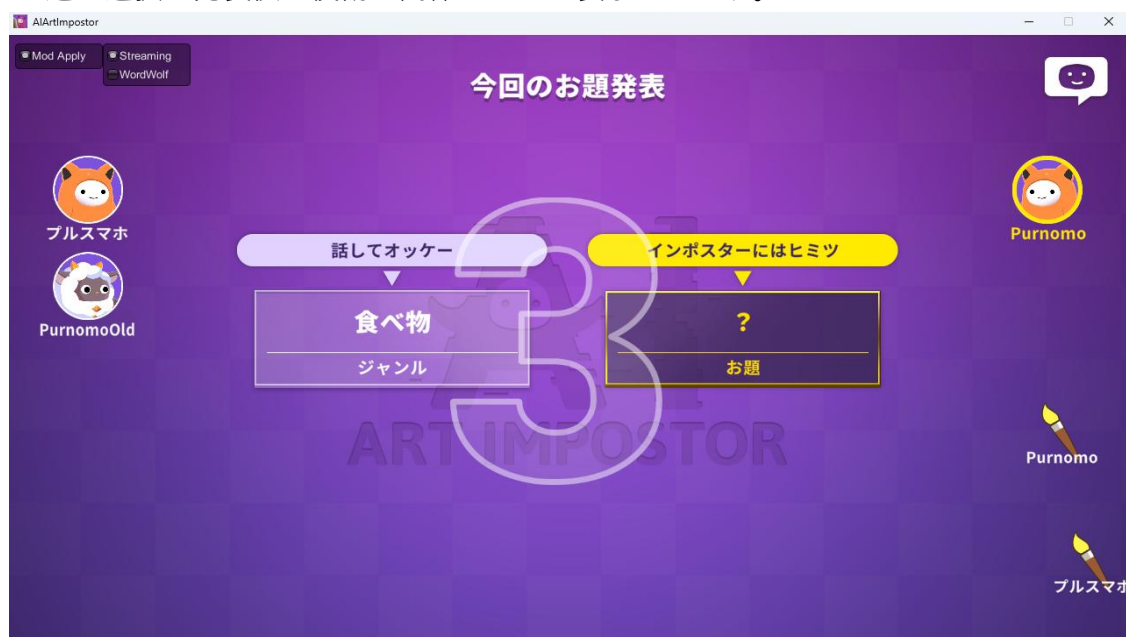 AIArtImpostor
Mod Apply
Streaming
WordWolf
今回のお題発表
プルスマホ
PurnomoOld
Purnomo
話してオッケー
食べ物
ジャンル
インポスターにはヒミツ
?
お題
3
ART IMPOSTOR
Purnomo
プルスマホ